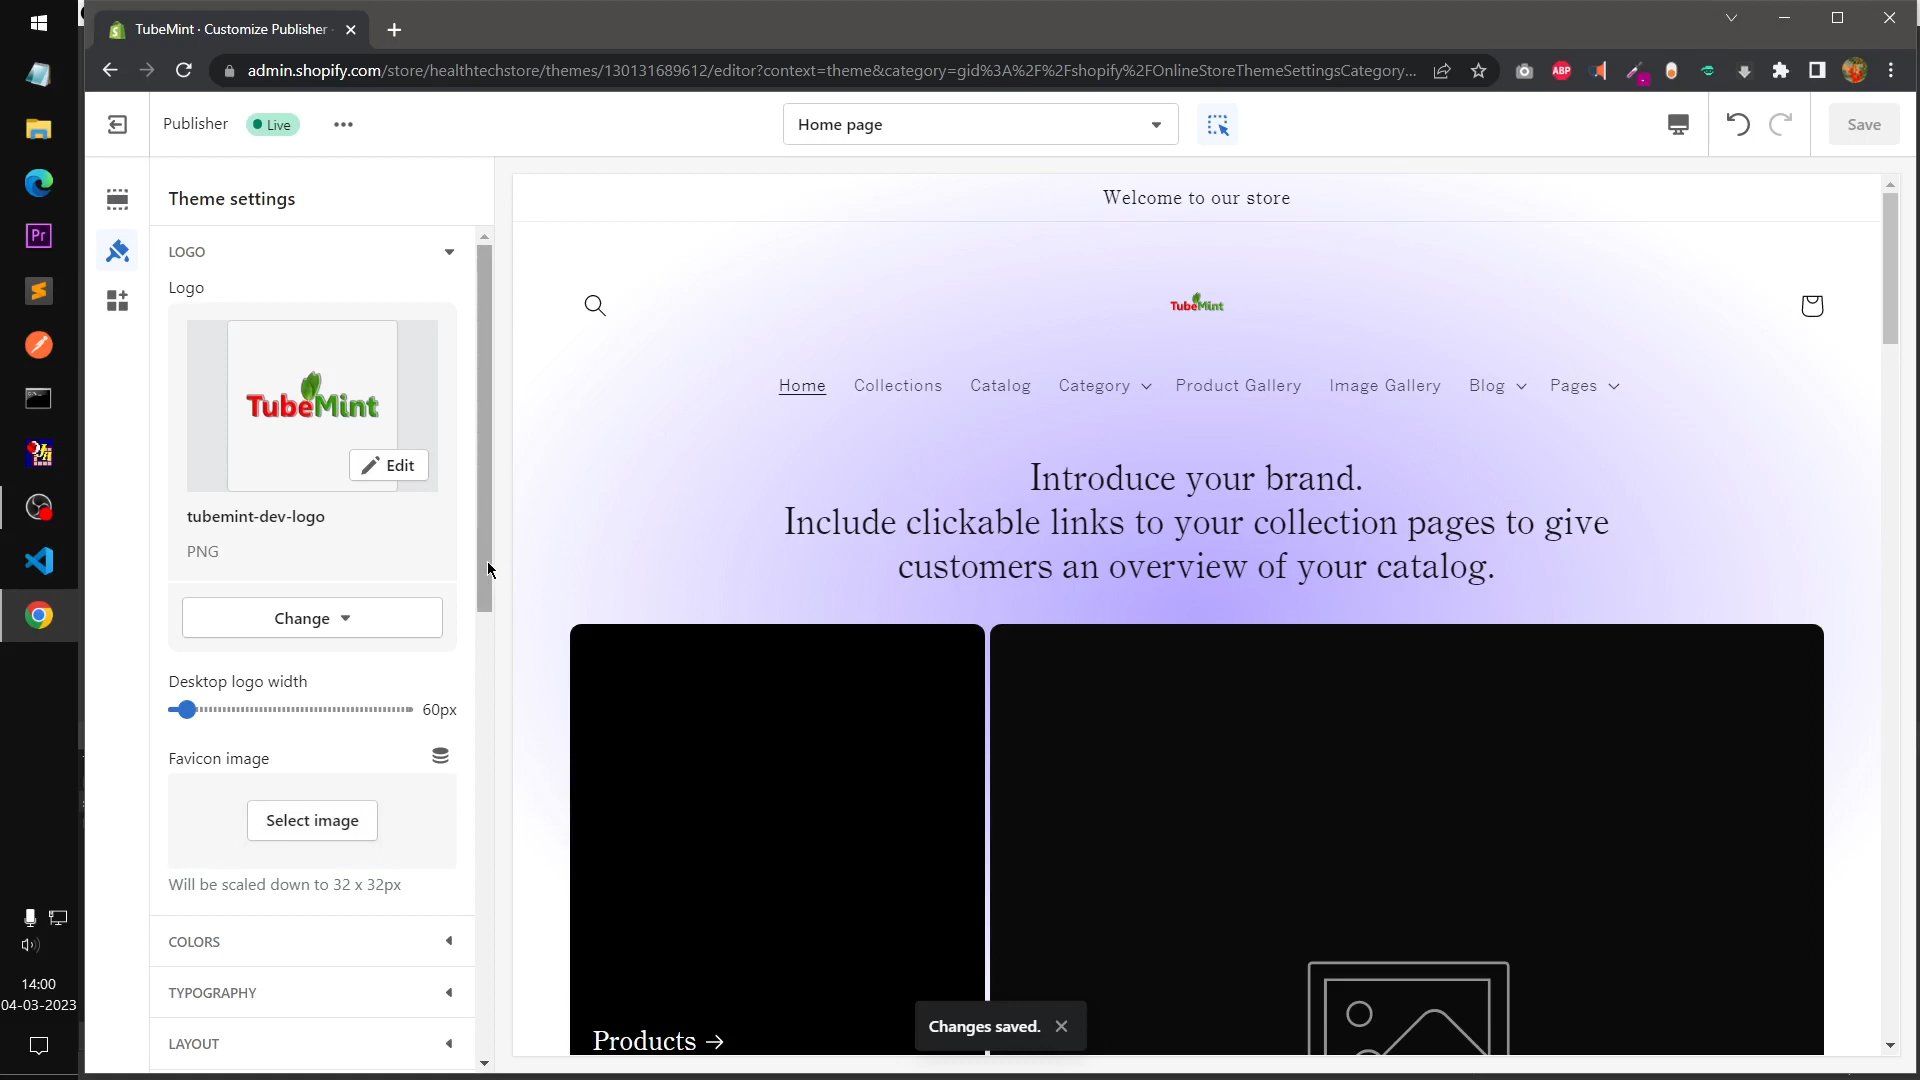 TubeMint · Customize Publisher
admin.shopify.com/store/healthtechstore/themes/130131689612/editor?context=theme&category=gid%3A%2F%2Fshopify%2FOnlineStoreThemeSettingsCategory...
ABP
Publisher
Live
Home page
Save
Theme settings
LOGO
Logo
TubeMint
Edit
tubemint-dev-logo
PNG
Change
Desktop logo width
60px
Favicon image
Select image
Will be scaled down to 32 x 32px
COLORS
TYPOGRAPHY
LAYOUT
Welcome to our store
TubeMint
Home Collections Catalog Category Product Gallery Image Gallery Blog Pages
Introduce your brand.
Include clickable links to your collection pages to give
customers an overview of your catalog.
Products →
Changes saved.
Pr
14:00
04-03-2023